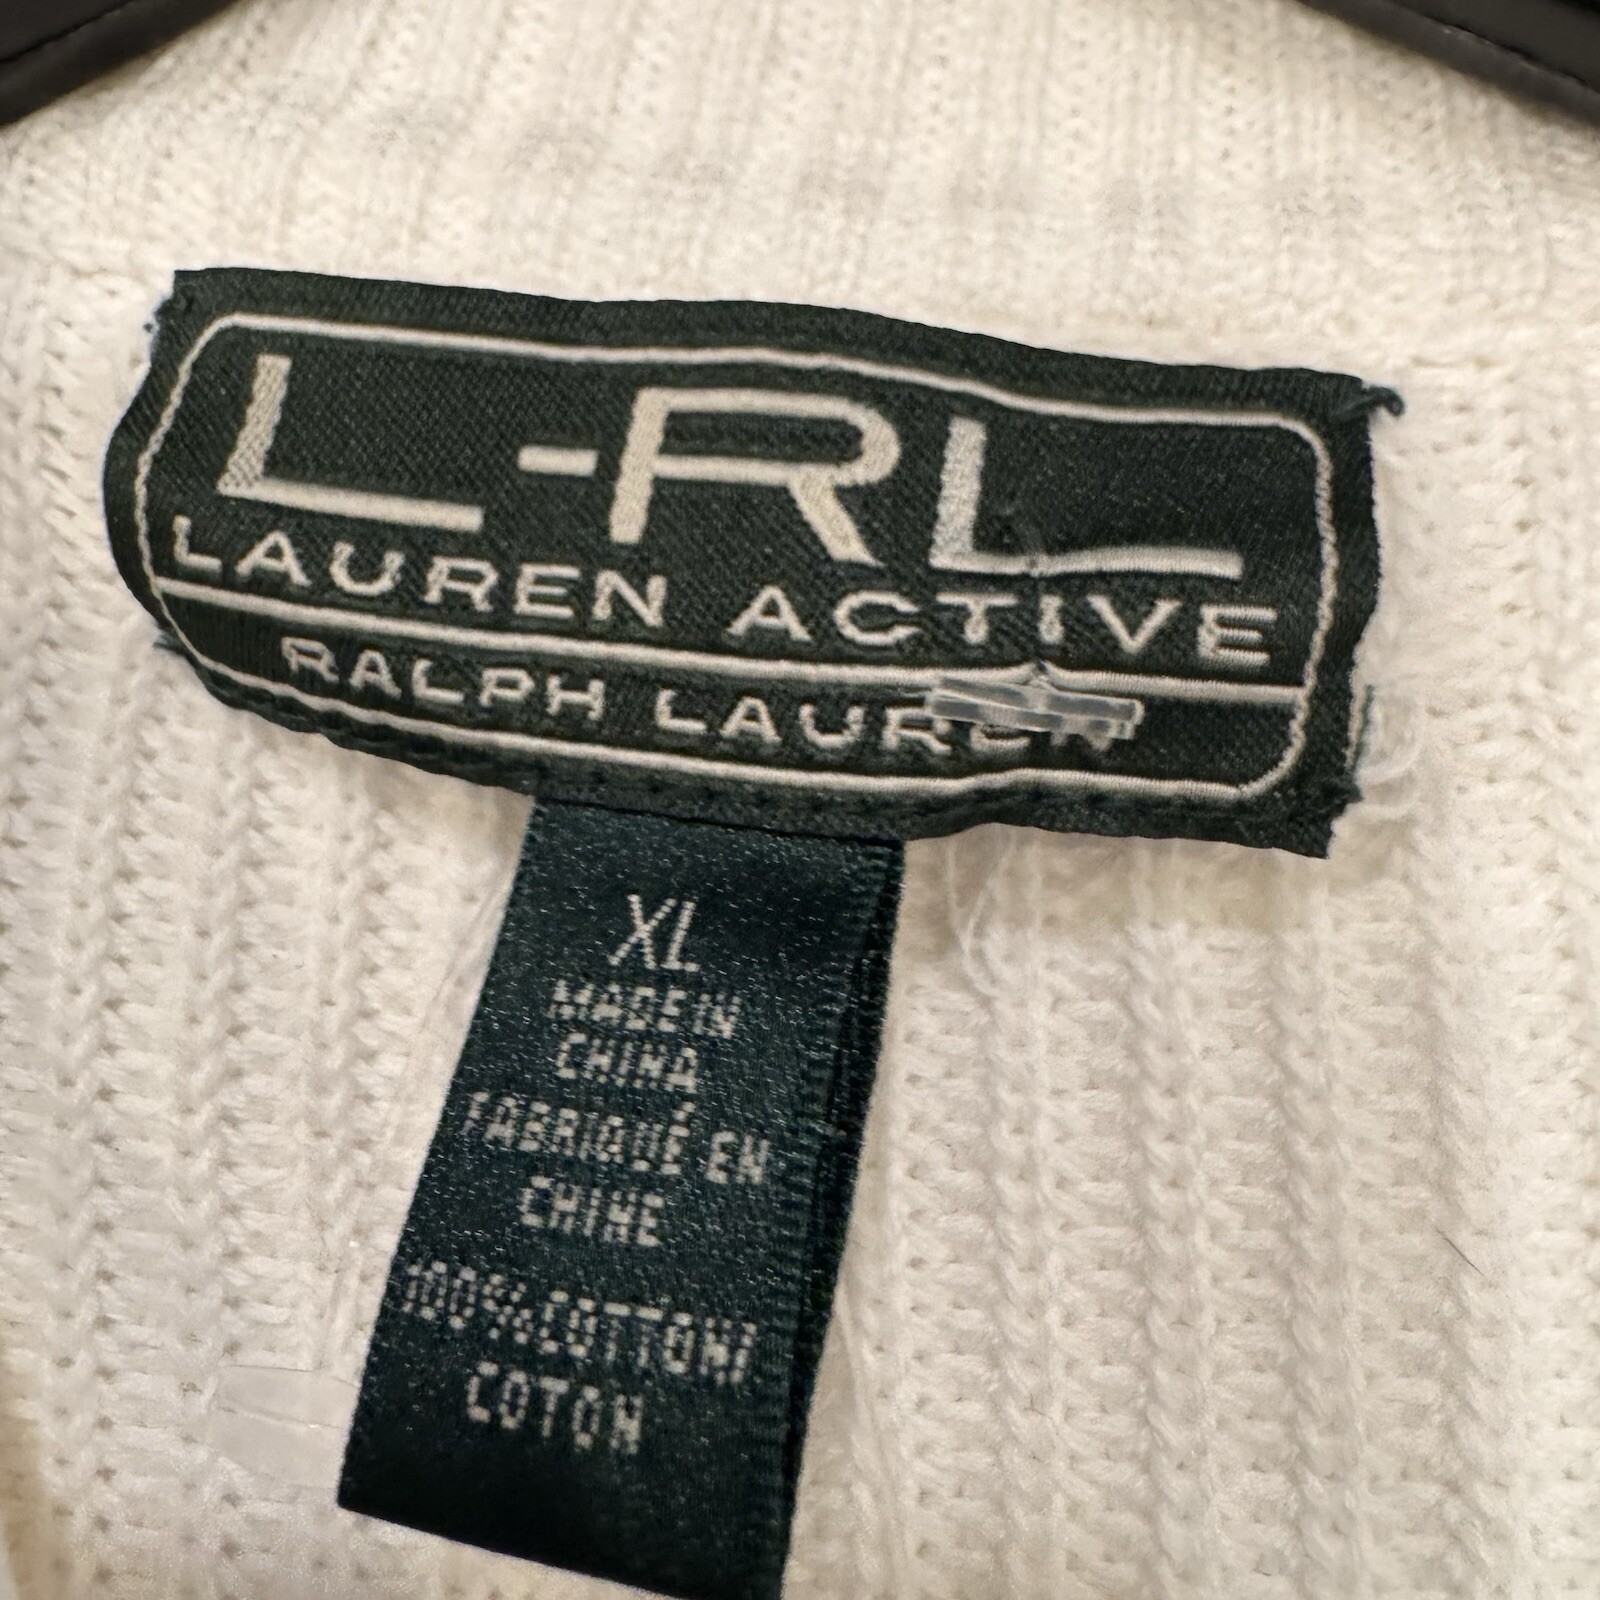 L-RL
LAUREN ACTIVE
RALPH LAUREN
XL
MADE IN
CHINA
FABRIQUÉ EN
CHINE
100%COTTON/
COTON